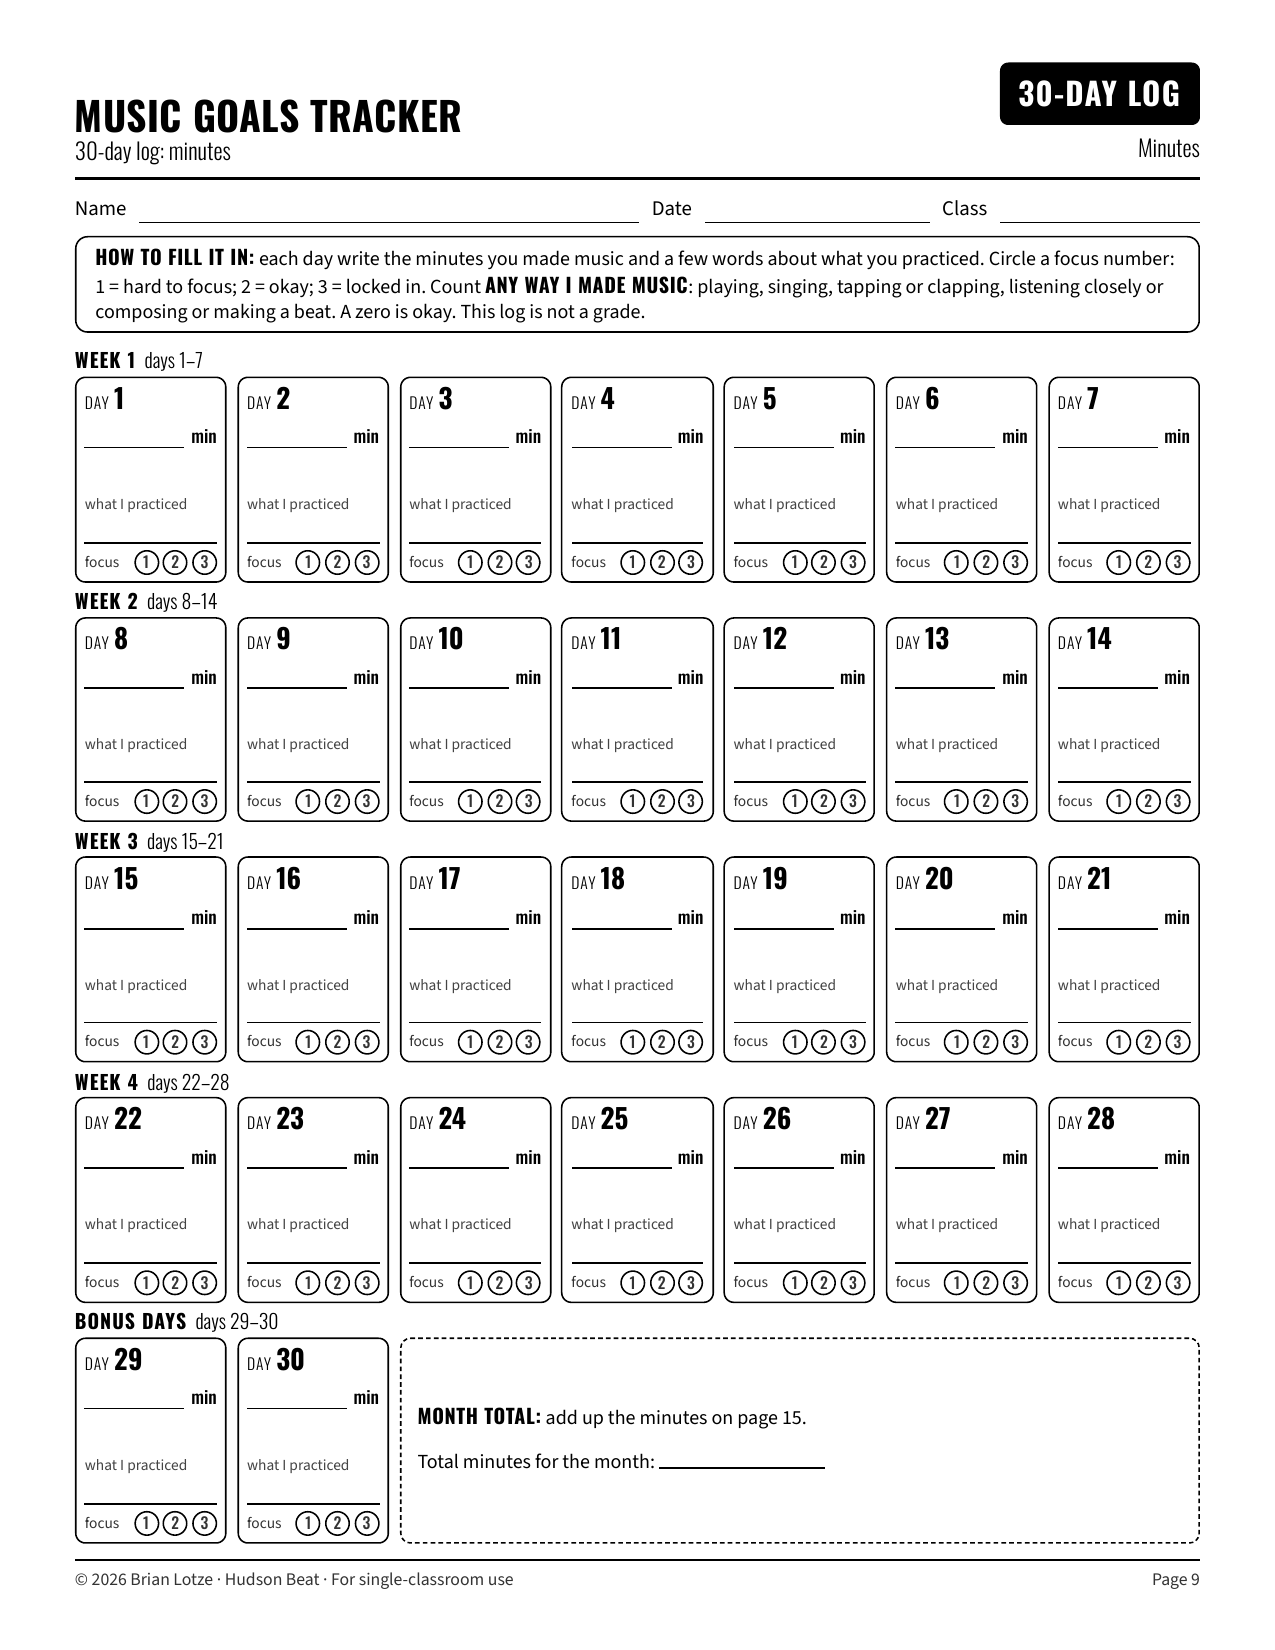 MUSIC GOALS TRACKER
30-day log: minutes
30-DAY LOG
Minutes
Name Date Class
HOW TO FILL IT IN: each day write the minutes you made music and a few words about what you practiced. Circle a focus number:
1 = hard to focus; 2 = okay; 3 = locked in. Count ANY WAY I MADE MUSIC: playing, singing, tapping or clapping, listening closely or
composing or making a beat. A zero is okay. This log is not a grade.
WEEK 1 days 1–7
DAY 1 DAY 2 DAY 3 DAY 4 DAY 5 DAY 6 DAY 7
min min min min min min min
what I practiced what I practiced what I practiced what I practiced what I practiced what I practiced what I practiced
focus 1 2 3 focus 1 2 3 focus 1 2 3 focus 1 2 3 focus 1 2 3 focus 1 2 3 focus 1 2 3
WEEK 2 days 8–14
DAY 8 DAY 9 DAY 10 DAY 11 DAY 12 DAY 13 DAY 14
min min min min min min min
what I practiced what I practiced what I practiced what I practiced what I practiced what I practiced what I practiced
focus 1 2 3 focus 1 2 3 focus 1 2 3 focus 1 2 3 focus 1 2 3 focus 1 2 3 focus 1 2 3
WEEK 3 days 15–21
DAY 15 DAY 16 DAY 17 DAY 18 DAY 19 DAY 20 DAY 21
min min min min min min min
what I practiced what I practiced what I practiced what I practiced what I practiced what I practiced what I practiced
focus 1 2 3 focus 1 2 3 focus 1 2 3 focus 1 2 3 focus 1 2 3 focus 1 2 3 focus 1 2 3
WEEK 4 days 22–28
DAY 22 DAY 23 DAY 24 DAY 25 DAY 26 DAY 27 DAY 28
min min min min min min min
what I practiced what I practiced what I practiced what I practiced what I practiced what I practiced what I practiced
focus 1 2 3 focus 1 2 3 focus 1 2 3 focus 1 2 3 focus 1 2 3 focus 1 2 3 focus 1 2 3
BONUS DAYS days 29–30
DAY 29 DAY 30
min min
what I practiced what I practiced
focus 1 2 3 focus 1 2 3
MONTH TOTAL: add up the minutes on page 15.
Total minutes for the month:
© 2026 Brian Lotze · Hudson Beat · For single-classroom use
Page 9